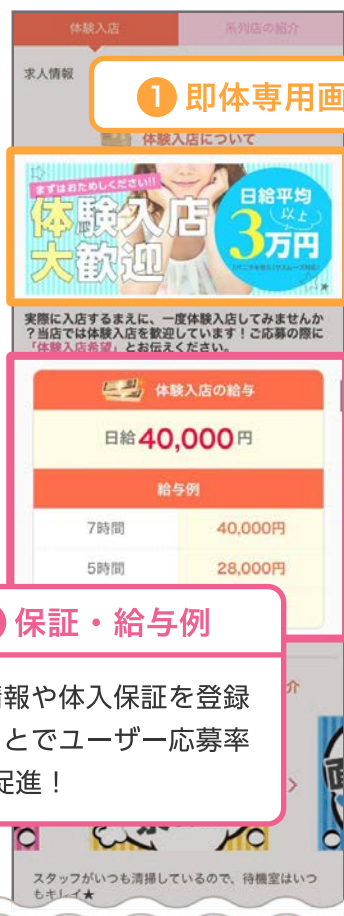 体験入店
系列店の紹介
求人情報
1 即体専用画
体験入店について
まずはおためしください!!
体験入店
大歓迎
日給平均
以上
3万円
実際に入店するまえに、一度体験入店してみませんか
?当店では体験入店を歓迎しています！ご応募の際に
「体験入店希望」とお伝えください。
体験入店の給与
日給40,000円
給与例
7時間 40,000円
5時間 28,000円
保証・給与例
情報や体入保証を登録
ことでユーザー応募率
促進！
介
スタッフがいつも清掃しているので、待機室はいつ
もキレイ★